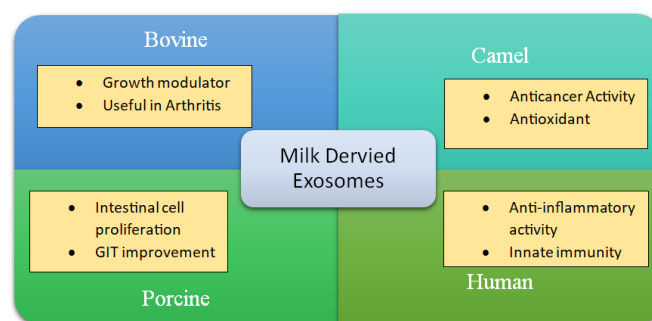 Bovine
• Growth modulator
• Useful in Arthritis
Camel
• Anticancer Activity
• Antioxidant
Milk Dervied
Exosomes
• Intestinal cell
proliferation
• GIT improvement
Porcine
• Anti-inflammatory
activity
• Innate immunity
Human